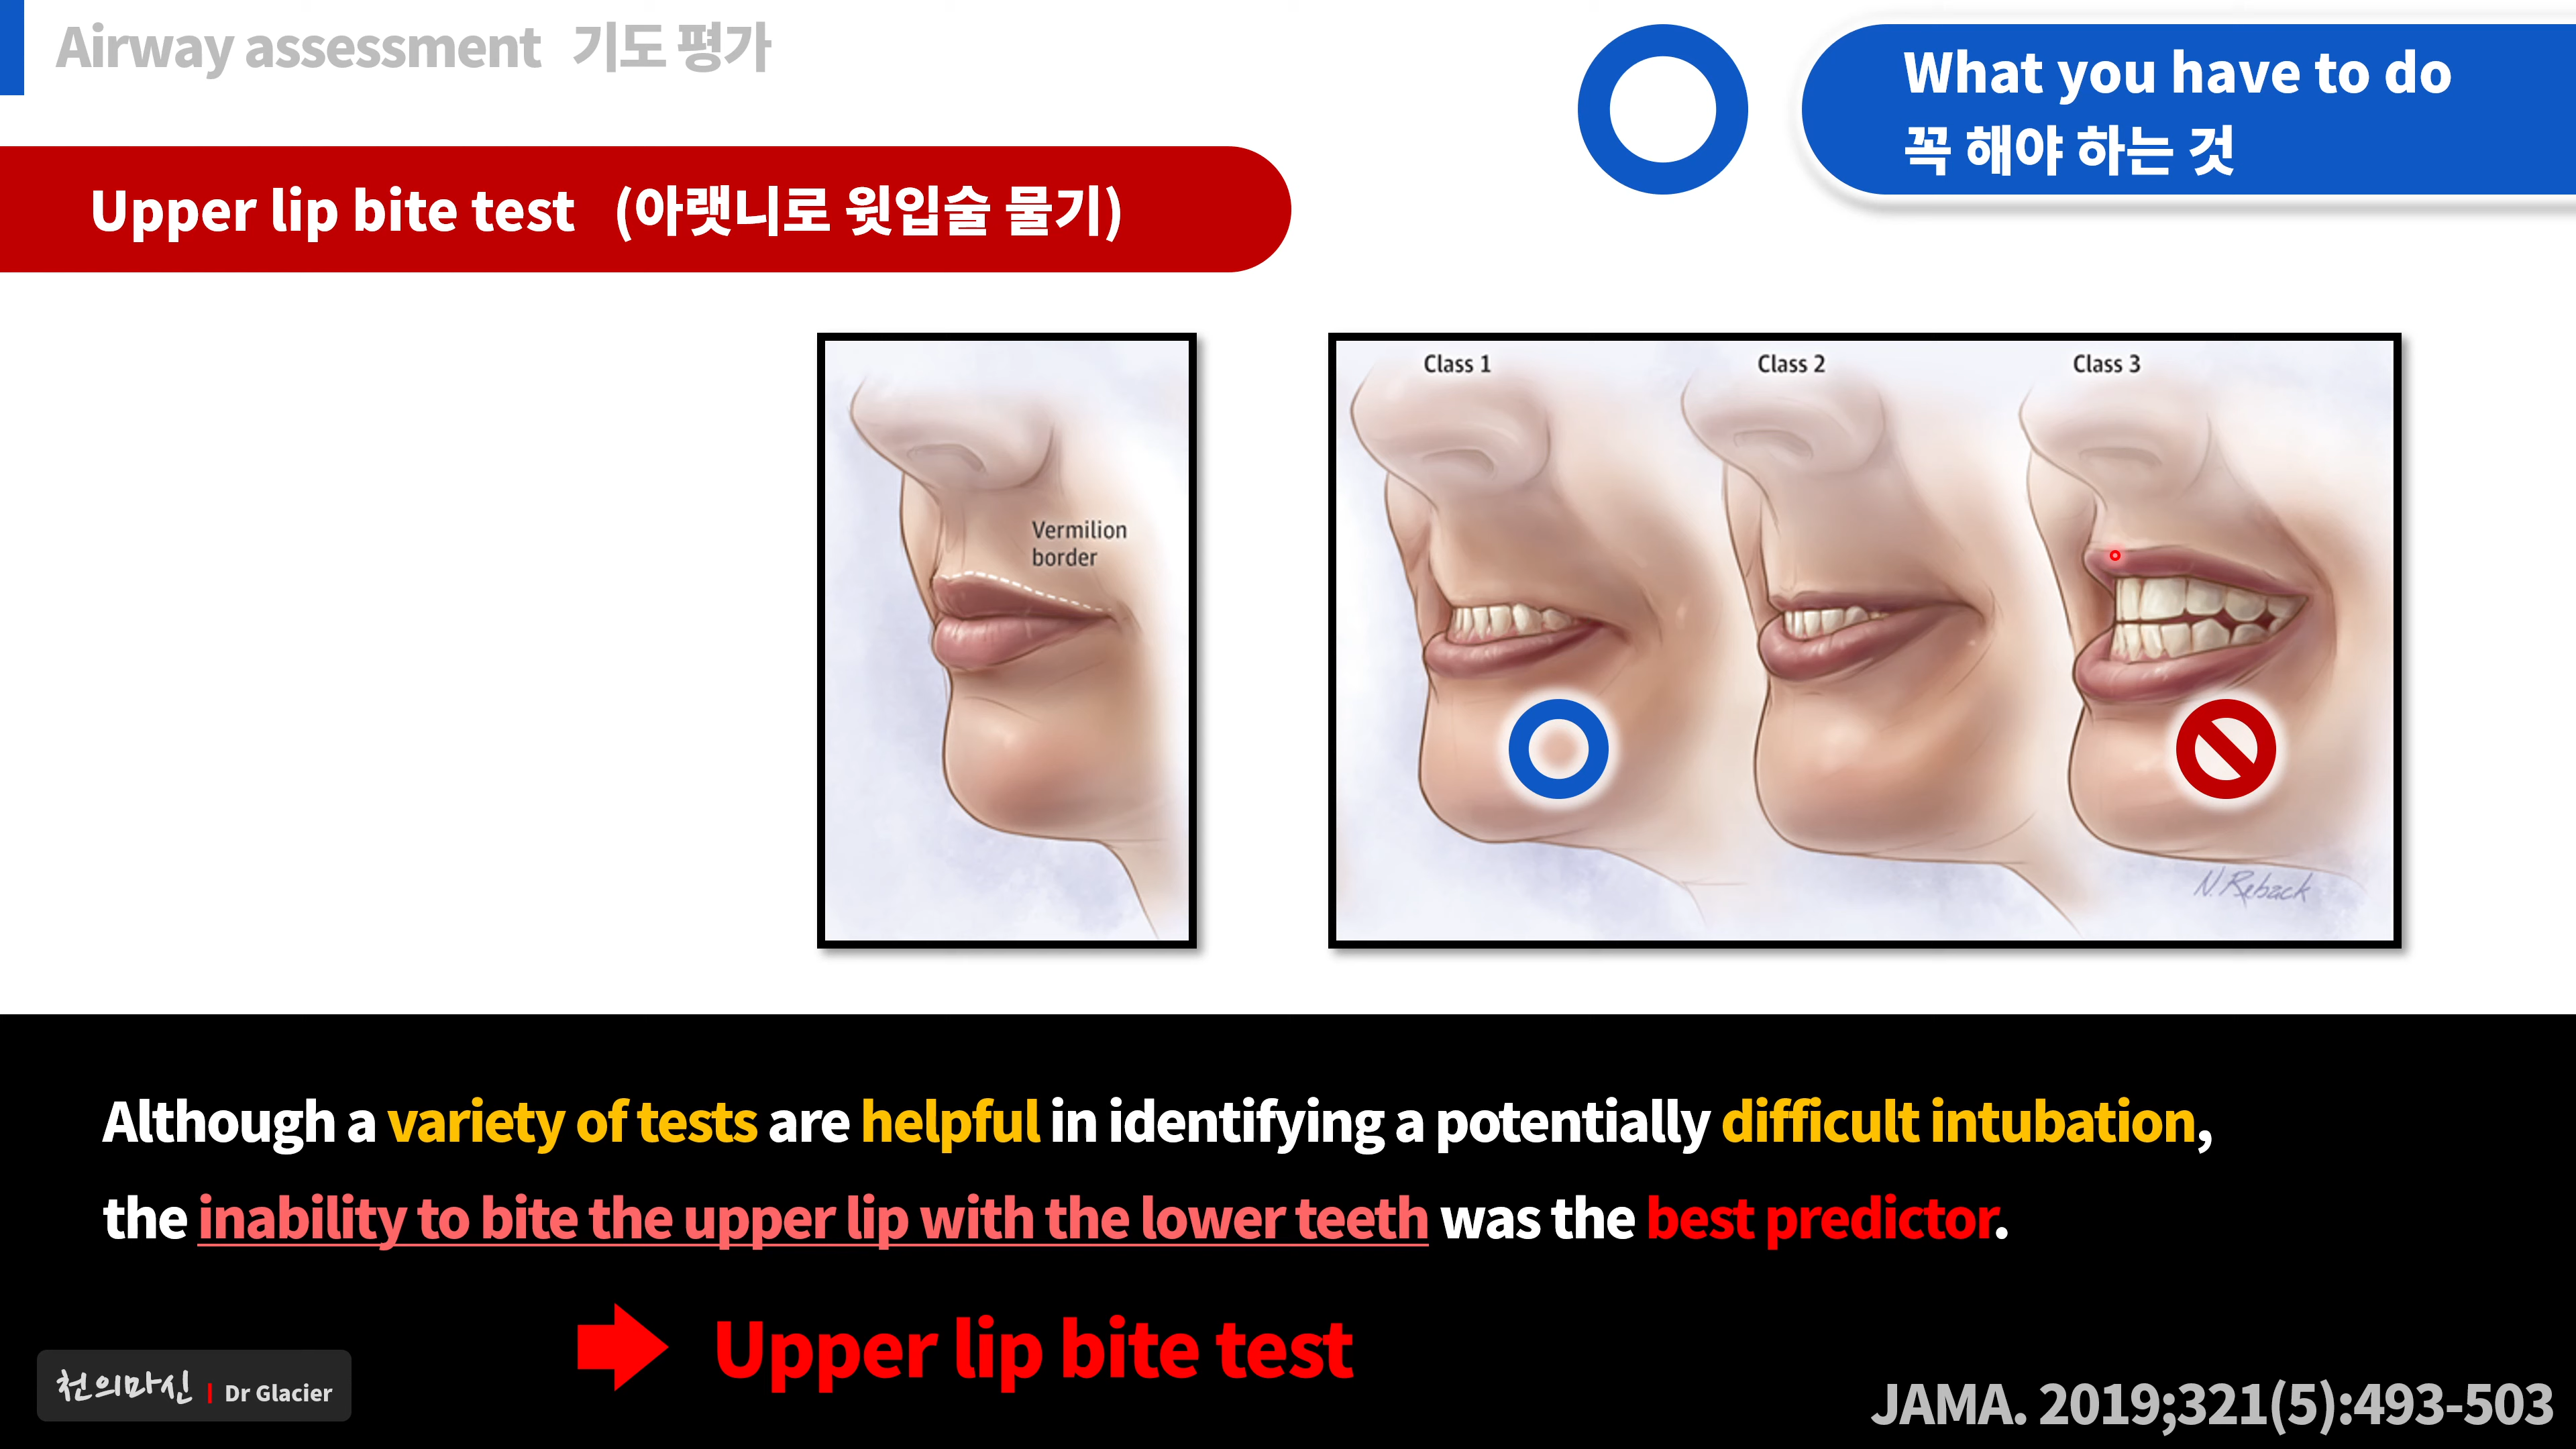 Airway assessment 기도 평가
What you have to do
꼭 해야 하는 것
Upper lip bite test (아랫니로 윗입술 물기)
Vermilion
border
Class 1
Class 2
Class 3
N. Reback
Although a variety of tests are helpful in identifying a potentially difficult intubation,
the inability to bite the upper lip with the lower teeth was the best predictor.
Upper lip bite test
천의마신 | Dr Glacier
JAMA. 2019;321(5):493-503